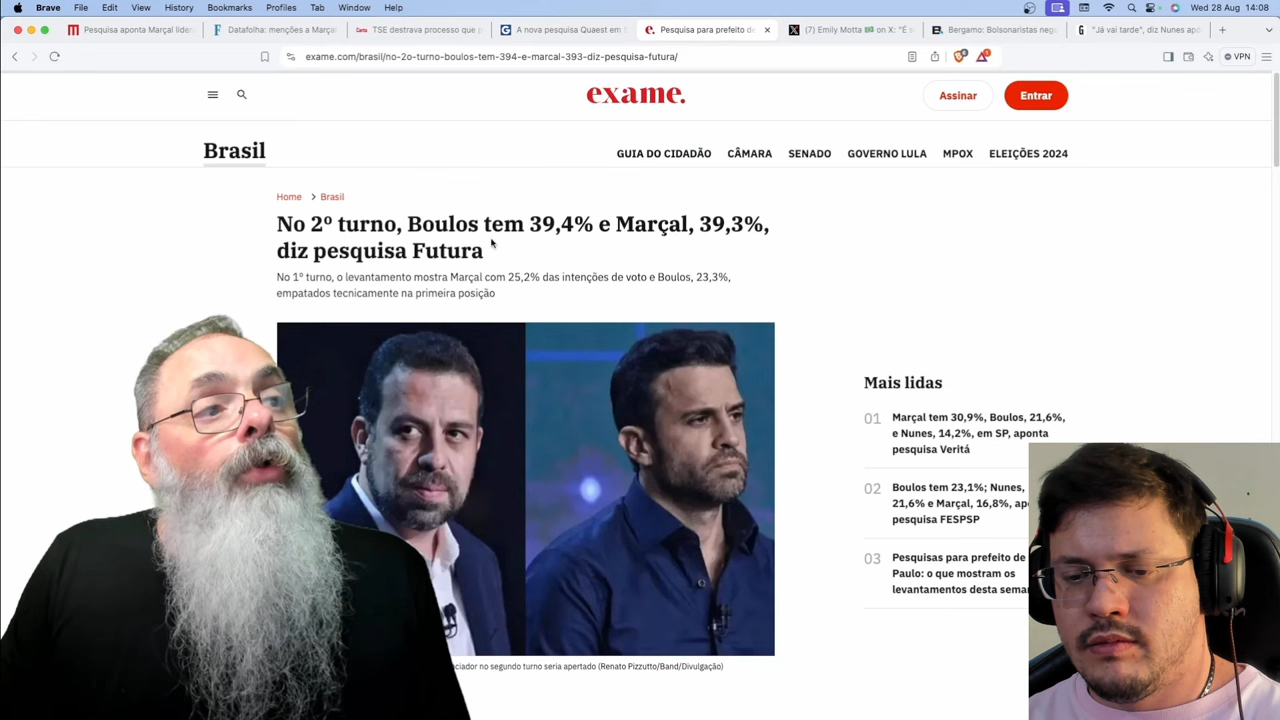 Brave File Edit View History Bookmarks Profiles Tab Window Help
Wed 28 Aug 14:08
Pesquisa aponta Marçal lider
Datafolha: menções a Marçal
TSE destrava processo que p
A nova pesquisa Quaest em S
Pesquisa para prefeito de
(7) Emily Motta on X: "É s
Bergamo: Bolsonaristas neg
"Já vai tarde", diz Nunes apó
exame.com/brasil/no-2o-turno-boulos-tem-394-e-marcal-393-diz-pesquisa-futura/
VPN
exame.
Assinar
Entrar
Brasil
GUIA DO CIDADÃO CÂMARA SENADO GOVERNO LULA MPOX ELEIÇÕES 2024
Home > Brasil
No 2º turno, Boulos tem 39,4% e Marçal, 39,3%,
diz pesquisa Futura
No 1º turno, o levantamento mostra Marçal com 25,2% das intenções de voto e Boulos, 23,3%,
empatados tecnicamente na primeira posição
Mais lidas
01 Marçal tem 30,9%, Boulos, 21,6%,
e Nunes, 14,2%, em SP, aponta
pesquisa Veritá
02 Boulos tem 23,1%; Nunes,
21,6% e Marçal, 16,8%,
pesquisa FESPSP
03 Pesquisas para prefeito de
Paulo: o que mostram os
levantamentos desta
no segundo turno seria apertado (Renato Pizzutto/Band/Divulgação)